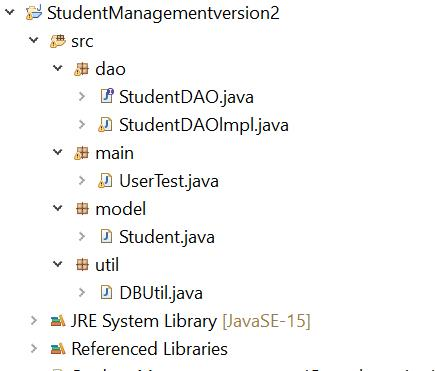 StudentManagementversion2
src
dao
StudentDAO.java
StudentDAOImpl.java
main
UserTest.java
model
Student.java
util
DBUtil.java
JRE System Library [JavaSE-15]
Referenced Libraries